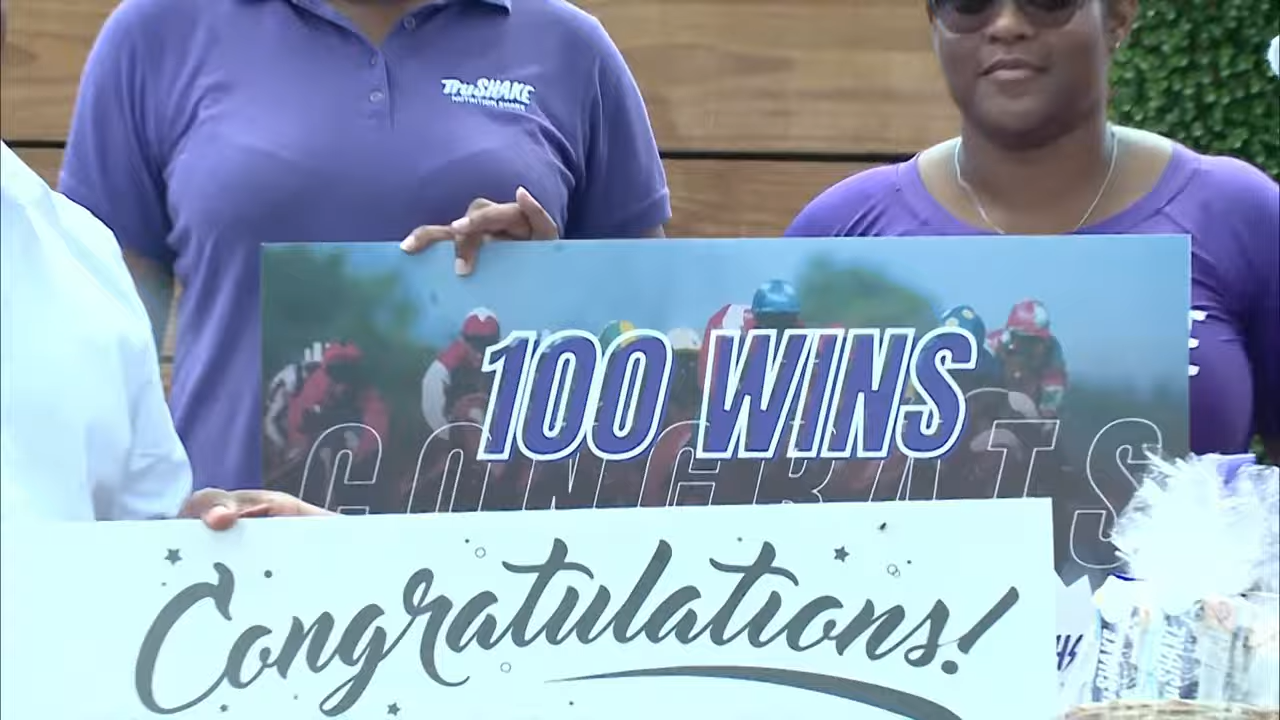 TruSHAKE
NUTRITION SHAKE
100 WINS
CONGRATS
Congratulations!